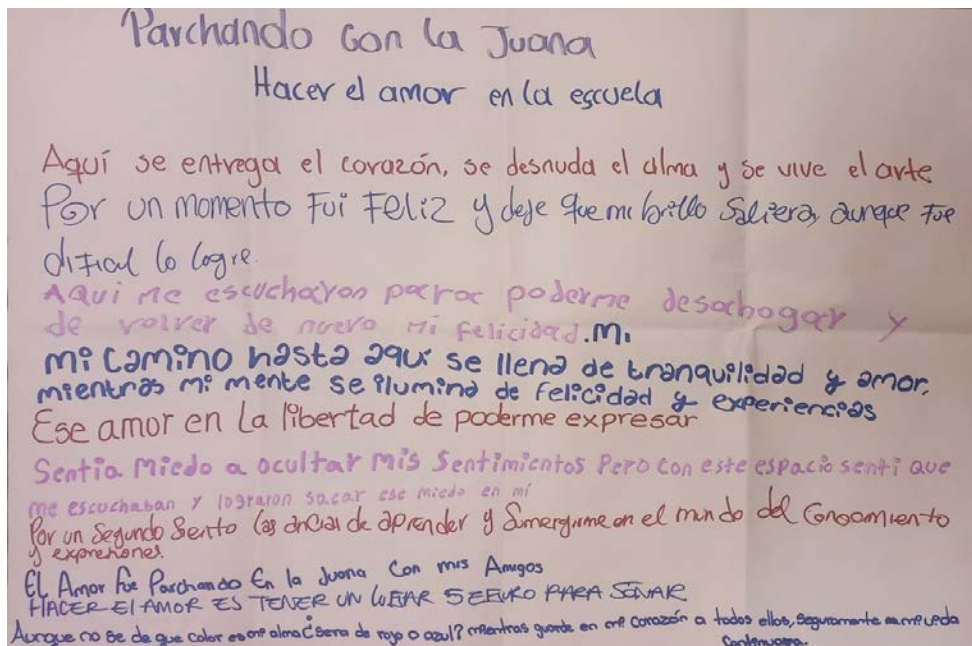 Parchando con la Juana
Hacer el amor en la escuela
Aquí se entrega el corazón, se desnuda el alma y se vive el arte
Por un momento Fui Feliz y deje que mi brillo Saliera, aunque fue
dificil lo logre.
AQUI Me escucharon para poderme desahogar y
de volver de nuevo Mi felicidad. Mi
Mi camino hasta aquí se llena de tranquilidad y amor,
mientras mi mente se ilumina de felicidad y experiencias
Ese amor en la libertad de poderme expresar
Sentia Miedo a ocultar Mis Sentimientos Pero con este espacio senti que
me escuchaban y lograron sacar ese miedo en mí
Por un Segundo Sento las ancias de aprender y Sumergirme en el mundo del Conocimiento
y exprehones
EL Amor fue Parchando En la Juana Con mis Amigos
HACER El AMOR ES TENER UN LUGAR SEGURO PARA SOÑAR
Aunque no se de que color es mi alma ¿Sera de rojo o azul? mientras guarde en mi corazón a todos ellos, seguramente
Continuara.